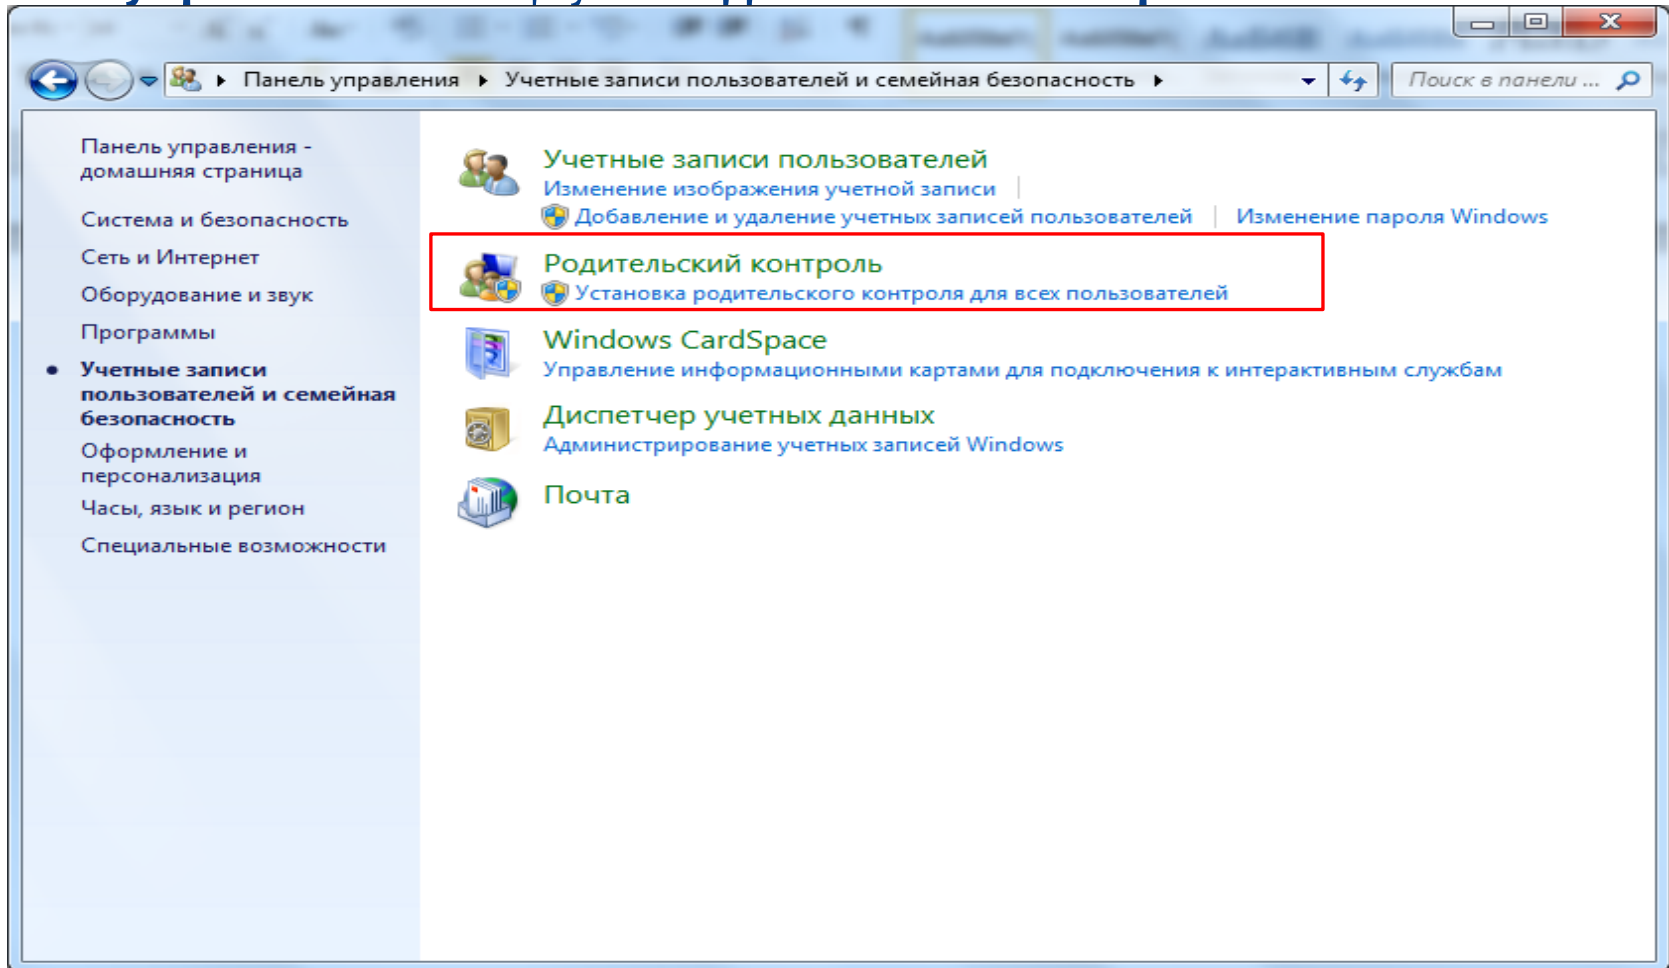 Панель управления ▸ Учетные записи пользователей и семейная безопасность ▸
Поиск в панели ...
Панель управления -
домашняя страница
Система и безопасность
Сеть и Интернет
Оборудование и звук
Программы
Учетные записи
пользователей и семейная
безопасность
Оформление и
персонализация
Часы, язык и регион
Специальные возможности
Учетные записи пользователей
Изменение изображения учетной записи
Добавление и удаление учетных записей пользователей
Изменение пароля Windows
Родительский контроль
Установка родительского контроля для всех пользователей
Windows CardSpace
Управление информационными картами для подключения к интерактивным службам
Диспетчер учетных данных
Администрирование учетных записей Windows
Почта